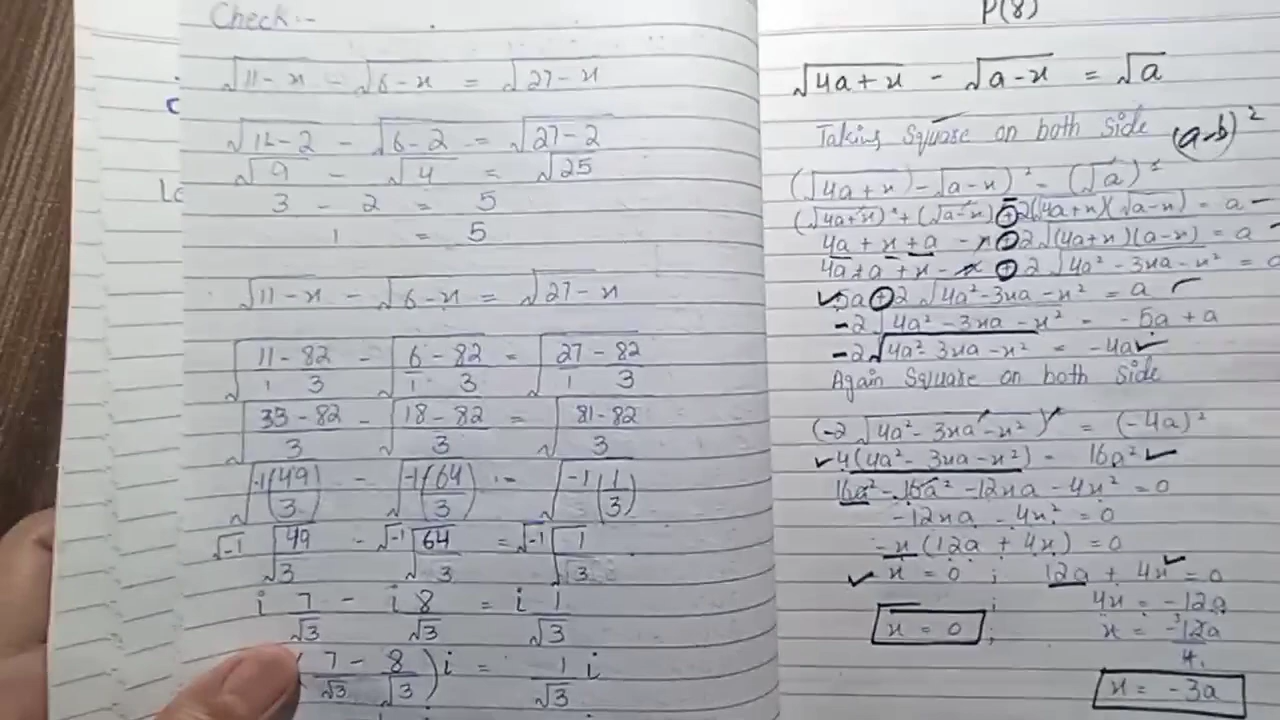 Check:-
√11-x - √6-x = √27-x
√11-2 - √6-2 = √27-2
√9 - √4 = √25
3 - 2 = 5
1 = 5
√11-x - √6-x = √27-x
√11/1 - 82/3 - √6/1 - 82/3 = √27/1 - 82/3
√33-82/3 - √18-82/3 = √81-82/3
√-1(49/3) - √-1(64/3) = √-1(1/3)
√-1 √49/3 - √-1 √64/3 = √-1 √1/3
i 7/√3 - i 8/√3 = i 1/√3
(7/√3 - 8/√3)i = 1/√3 i
P(8)
√4a+x - √a-x = √a
Taking Square on both Side (a-b)²
(√4a+x) - √a-x)² = (√a)²
(√4a+x)² + (√a-x) - 2(√4a+x)(√a-x) = a
4a + x + a - x - 2√(4a+x)(a-x) = a
4a + a + x - x - 2√4a²-3xa-x² = a
5a - 2√4a²-3xa-x² = a
-2√4a²-3xa-x² = -5a + a
-2√4a²-3xa-x² = -4a
Again Square on both Side
(-2√4a²-3xa-x²)² = (-4a)²
4(4a²-3xa-x²) = 16a²
16a² - 16a² - 12xa - 4x² = 0
-12xa - 4x² = 0
-x(12a + 4x) = 0
x = 0 ; 12a + 4x = 0
; 4x = -12a
x = 0 ; x = -12a/4
x = -3a